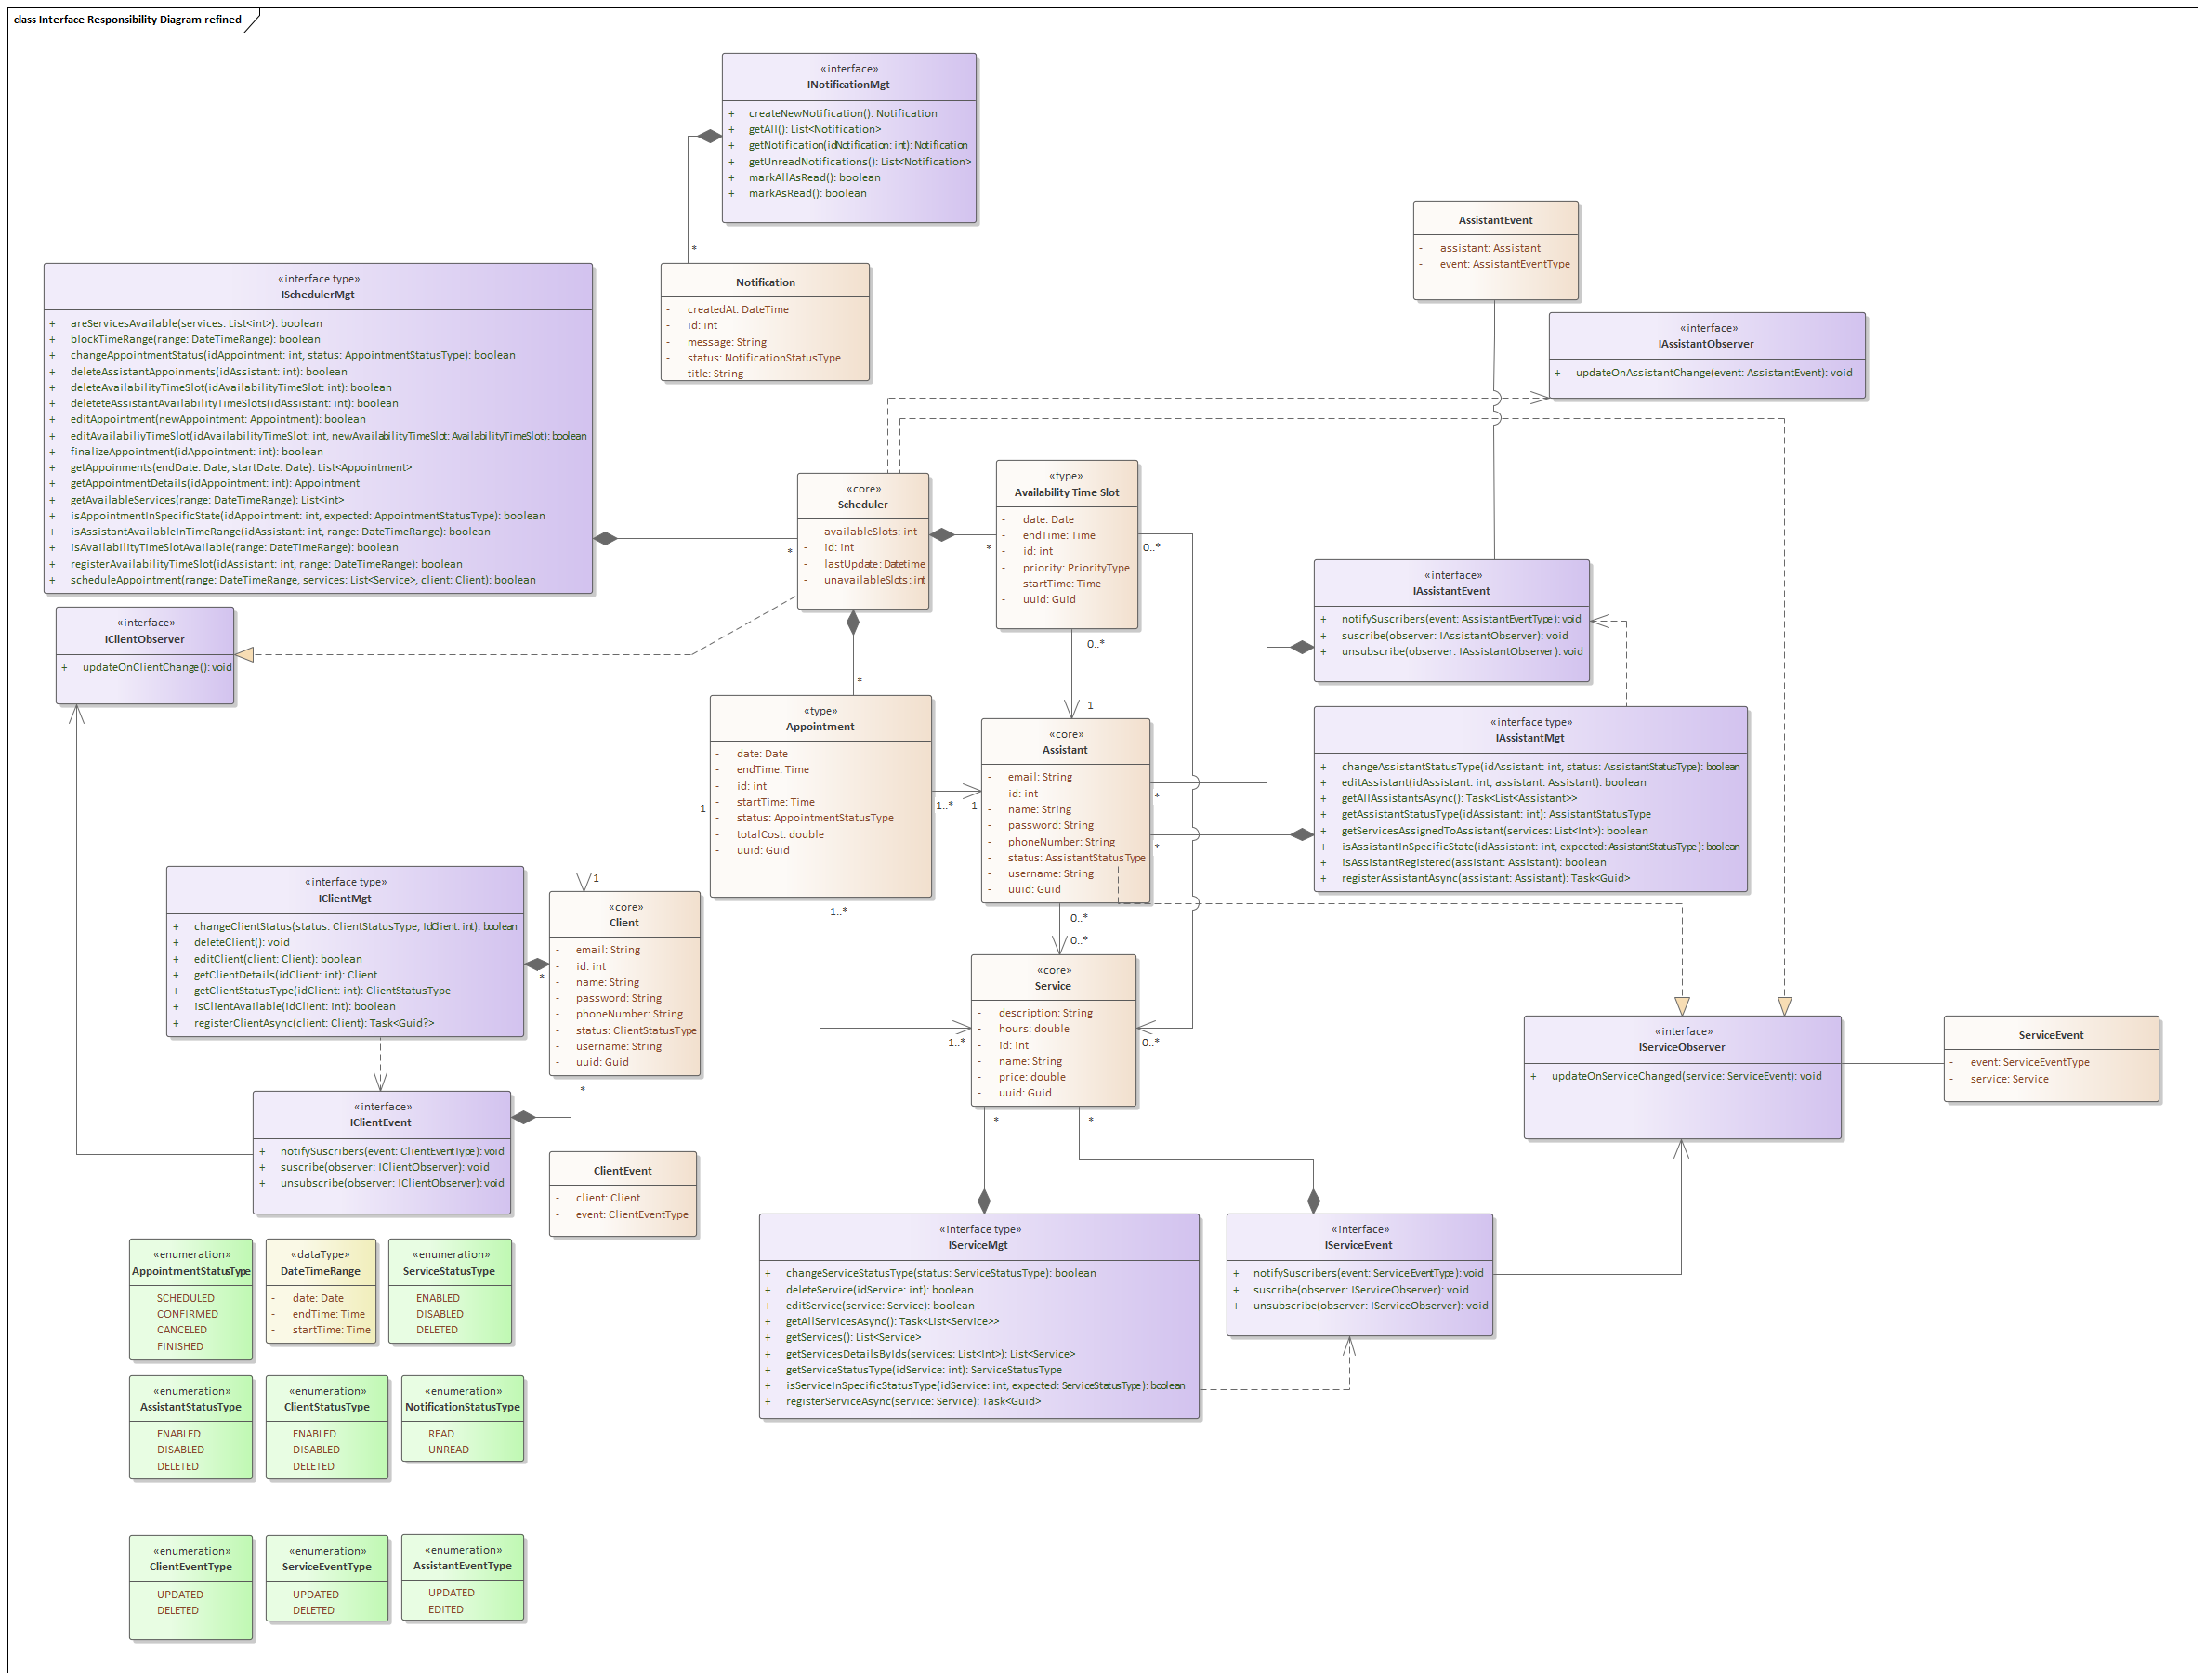 class Interface Responsibility Diagram refined
«interface»
INotificationMgt
+ createNewNotification(): Notification
+ getAll(): List<Notification>
+ getNotification(idNotification: int): Notification
+ getUnreadNotifications(): List<Notification>
+ markAllAsRead(): boolean
+ markAsRead(): boolean
*
AssistantEvent
- assistant: Assistant
- event: AssistantEventType
«interface type»
ISchedulerMgt
+ areServicesAvailable(services: List<int>): boolean
+ blockTimeRange(range: DateTimeRange): boolean
+ changeAppointmentStatus(idAppointment: int, status: AppointmentStatusType): boolean
+ deleteAssistantAppoinments(idAssistant: int): boolean
+ deleteAvailabilityTimeSlot(idAvailabilityTimeSlot: int): boolean
+ deleteteAssistantAvailabilityTimeSlots(idAssistant: int): boolean
+ editAppointment(newAppointment: Appointment): boolean
+ editAvailabiliyTimeSlot(idAvailabilityTimeSlot: int, newAvailabilityTimeSlot: AvailabilityTimeSlot): boolean
+ finalizeAppointment(idAppointment: int): boolean
+ getAppoinments(endDate: Date, startDate: Date): List<Appointment>
+ getAppointmentDetails(idAppointment: int): Appointment
+ getAvailableServices(range: DateTimeRange): List<int>
+ isAppointmentInSpecificState(idAppointment: int, expected: AppointmentStatusType): boolean
+ isAssistantAvailableInTimeRange(idAssistant: int, range: DateTimeRange): boolean
+ isAvailabilityTimeSlotAvailable(range: DateTimeRange): boolean
+ registerAvailabilityTimeSlot(idAssistant: int, range: DateTimeRange): boolean
+ scheduleAppointment(range: DateTimeRange, services: List<Service>, client: Client): boolean
Notification
- createdAt: DateTime
- id: int
- message: String
- status: NotificationStatusType
- title: String
«interface»
IAssistantObserver
+ updateOnAssistantChange(event: AssistantEvent): void
«core»
Scheduler
- availableSlots: int
- id: int
- lastUpdate: Datetime
- unavailableSlots: int
*
*
*
«type»
Availability Time Slot
- date: Date
- endTime: Time
- id: int
- priority: PriorityType
- startTime: Time
- uuid: Guid
0..*
0..*
1
«interface»
IAssistantEvent
+ notifySuscribers(event: AssistantEventType): void
+ suscribe(observer: IAssistantObserver): void
+ unsubscribe(observer: IAssistantObserver): void
«interface»
IClientObserver
+ updateOnClientChange(): void
«type»
Appointment
- date: Date
- endTime: Time
- id: int
- startTime: Time
- status: AppointmentStatusType
- totalCost: double
- uuid: Guid
1
1
1..*
1
1..*
1..*
«core»
Assistant
- email: String
- id: int
- name: String
- password: String
- phoneNumber: String
- status: AssistantStatusType
- username: String
- uuid: Guid
*
*
0..*
0..*
«interface type»
IAssistantMgt
+ changeAssistantStatusType(idAssistant: int, status: AssistantStatusType): boolean
+ editAssistant(idAssistant: int, assistant: Assistant): boolean
+ getAllAssistantsAsync(): Task<List<Assistant>>
+ getAssistantStatusType(idAssistant: int): AssistantStatusType
+ getServicesAssignedToAssistant(services: List<Int>): boolean
+ isAssistantInSpecificState(idAssistant: int, expected: AssistantStatusType): boolean
+ isAssistantRegistered(assistant: Assistant): boolean
+ registerAssistantAsync(assistant: Assistant): Task<Guid>
«interface type»
IClientMgt
+ changeClientStatus(status: ClientStatusType, IdClient: int): boolean
+ deleteClient(): void
+ editClient(client: Client): boolean
+ getClientDetails(idClient: int): Client
+ getClientStatusType(idClient: int): ClientStatusType
+ isClientAvailable(idClient: int): boolean
+ registerClientAsync(client: Client): Task<Guid?>
*
«core»
Client
- email: String
- id: int
- name: String
- password: String
- phoneNumber: String
- status: ClientStatusType
- username: String
- uuid: Guid
*
«core»
Service
- description: String
- hours: double
- id: int
- name: String
- price: double
- uuid: Guid
0..*
*
*
«interface»
IServiceObserver
+ updateOnServiceChanged(service: ServiceEvent): void
ServiceEvent
- event: ServiceEventType
- service: Service
«interface»
IClientEvent
+ notifySuscribers(event: ClientEventType): void
+ suscribe(observer: IClientObserver): void
+ unsubscribe(observer: IClientObserver): void
ClientEvent
- client: Client
- event: ClientEventType
«interface type»
IServiceMgt
+ changeServiceStatusType(status: ServiceStatusType): boolean
+ deleteService(idService: int): boolean
+ editService(service: Service): boolean
+ getAllServicesAsync(): Task<List<Service>>
+ getServices(): List<Service>
+ getServicesDetailsByIds(services: List<Int>): List<Service>
+ getServiceStatusType(idService: int): ServiceStatusType
+ isServiceInSpecificStatusType(idService: int, expected: ServiceStatusType): boolean
+ registerServiceAsync(service: Service): Task<Guid>
«interface»
IServiceEvent
+ notifySuscribers(event: ServiceEventType): void
+ suscribe(observer: IServiceObserver): void
+ unsubscribe(observer: IServiceObserver): void
«enumeration»
AppointmentStatusType
SCHEDULED
CONFIRMED
CANCELED
FINISHED
«dataType»
DateTimeRange
- date: Date
- endTime: Time
- startTime: Time
«enumeration»
ServiceStatusType
ENABLED
DISABLED
DELETED
«enumeration»
AssistantStatusType
ENABLED
DISABLED
DELETED
«enumeration»
ClientStatusType
ENABLED
DISABLED
DELETED
«enumeration»
NotificationStatusType
READ
UNREAD
«enumeration»
ClientEventType
UPDATED
DELETED
«enumeration»
ServiceEventType
UPDATED
DELETED
«enumeration»
AssistantEventType
UPDATED
EDITED